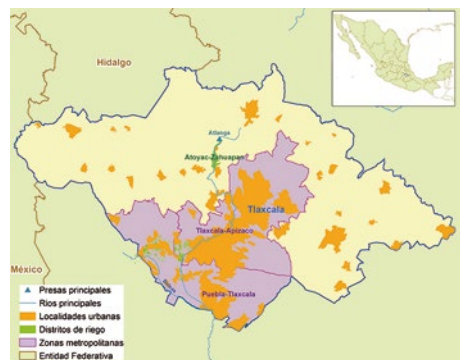 Hidalgo
Atlanga
Atoyac-Zahuapan
Tlaxcala
Tlaxcala-Apizaco
México
Puebla-Tlaxcala
Presas principales
Rios principales
Localidades urbanas
Distritos de riego
Zonas metropolitanas
Entidad Federativa